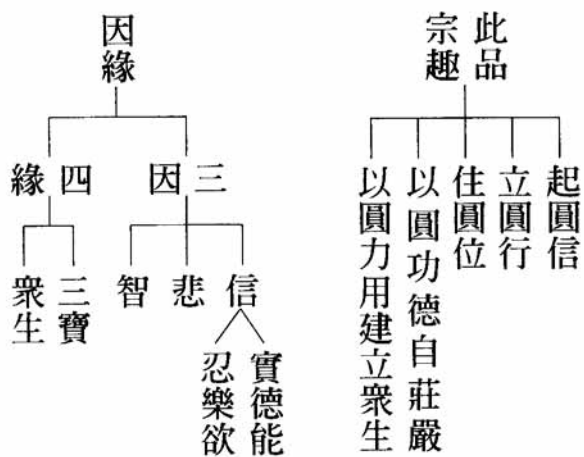 此品
宗趣
起圓信
立圓行
住圓位
以圓功德自莊嚴
以圓力用建立衆生
因緣
三因
信
實德能
忍樂欲
悲
智
四緣
三寶
衆生